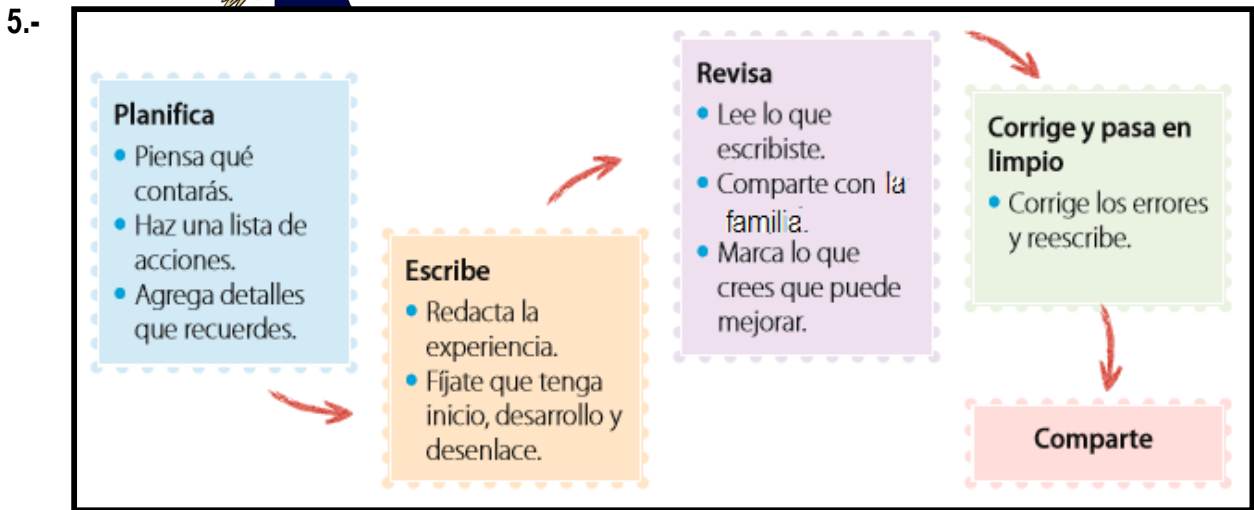 5.-
Planifica
• Piensa qué
contarás.
• Haz una lista de
acciones.
• Agrega detalles
que recuerdes.
Escribe
• Redacta la
experiencia.
• Fíjate que tenga
inicio, desarrollo y
desenlace.
Revisa
• Lee lo que
escribiste.
• Comparte con la
familia.
• Marca lo que
crees que puede
mejorar.
Corrige y pasa en
limpio
• Corrige los errores
y reescribe.
Comparte